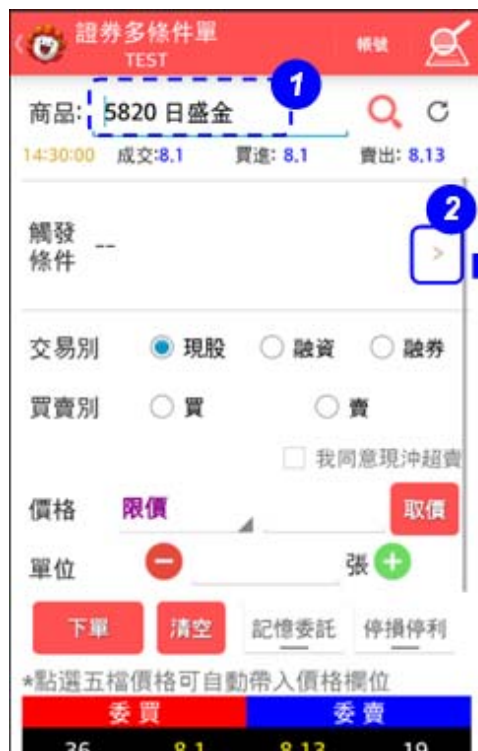 證券多條件單 帳號
TEST
1
商品: 5820 日盛金
14:30:00 成交:8.1 買進: 8.1 賣出: 8.13
2
觸發 -- >
條件
交易別 現股 融資 融券
買賣別 買 賣
我同意現沖超賣
價格 限價 取價
單位 張
下單 清空 記憶委託 停損停利
*點選五檔價格可自動帶入價格欄位
委買 委賣
36 8.1 8.13 19